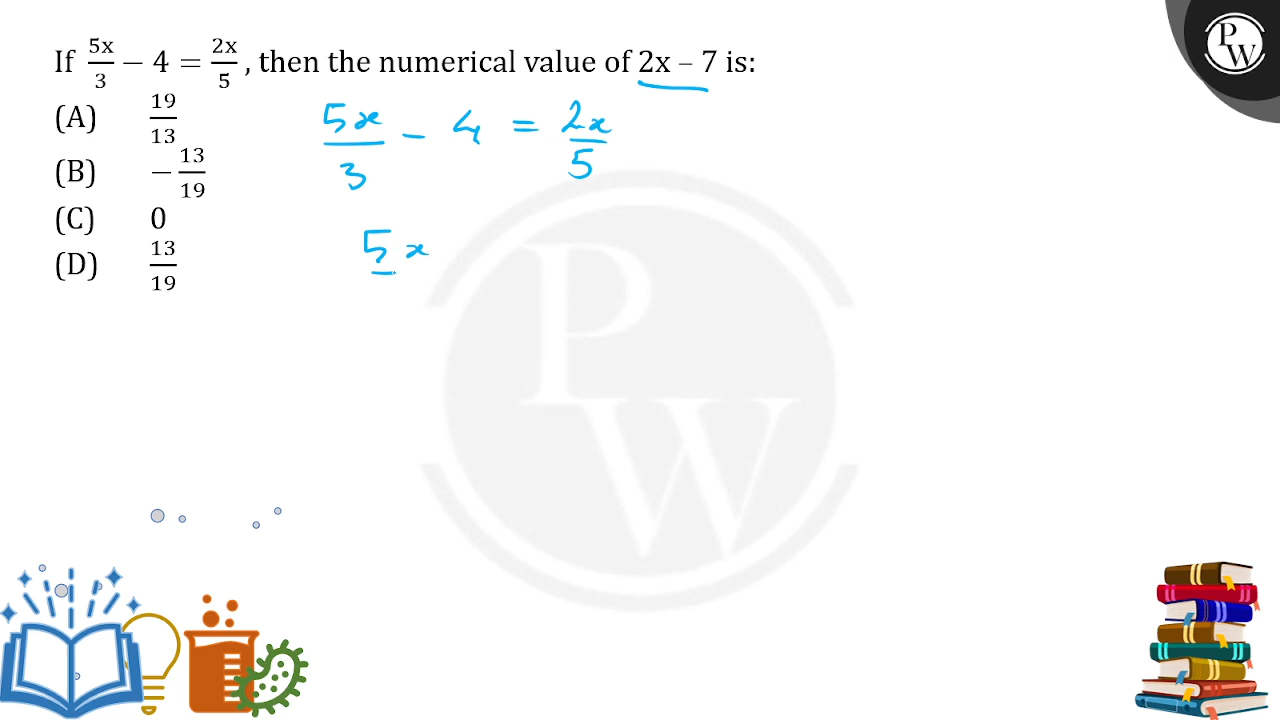 If 5x/3 − 4 = 2x/5, then the numerical value of 2x – 7 is:
(A) 19/13
(B) −13/19
(C) 0
(D) 13/19
5x/3 − 4 = 2x/5
5x
PW
PW